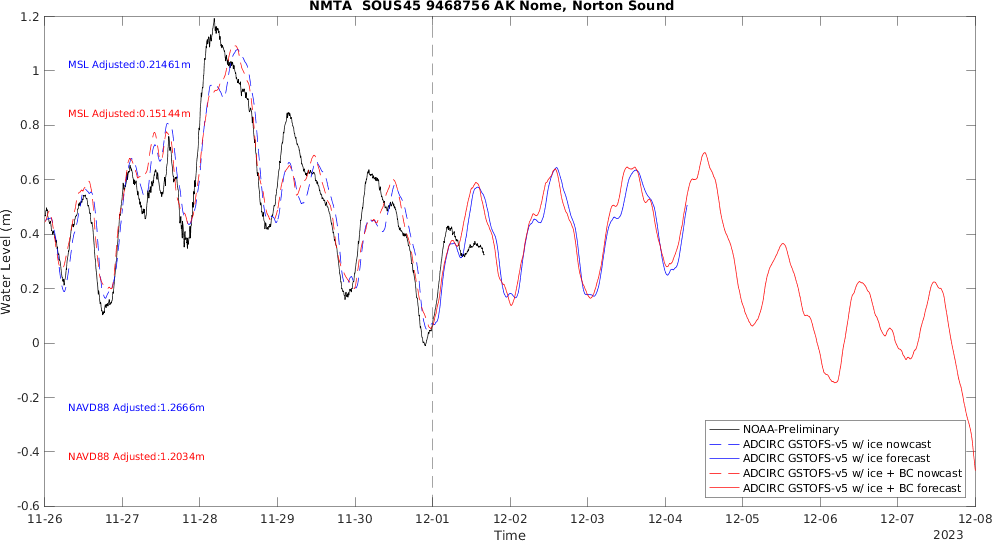 NMTA SOUS45 9468756 AK Nome, Norton Sound
1.2
1
0.8
0.6
0.4
0.2
0
-0.2
-0.4
-0.6
Water Level (m)
MSL Adjusted:0.21461m
MSL Adjusted:0.15144m
NAVD88 Adjusted:1.2666m
NAVD88 Adjusted:1.2034m
NOAA-Preliminary
ADCIRC GSTOFS-v5 w/ ice nowcast
ADCIRC GSTOFS-v5 w/ ice forecast
ADCIRC GSTOFS-v5 w/ ice + BC nowcast
ADCIRC GSTOFS-v5 w/ ice + BC forecast
11-26 11-27 11-28 11-29 11-30 12-01 12-02 12-03 12-04 12-05 12-06 12-07 12-08
Time
2023